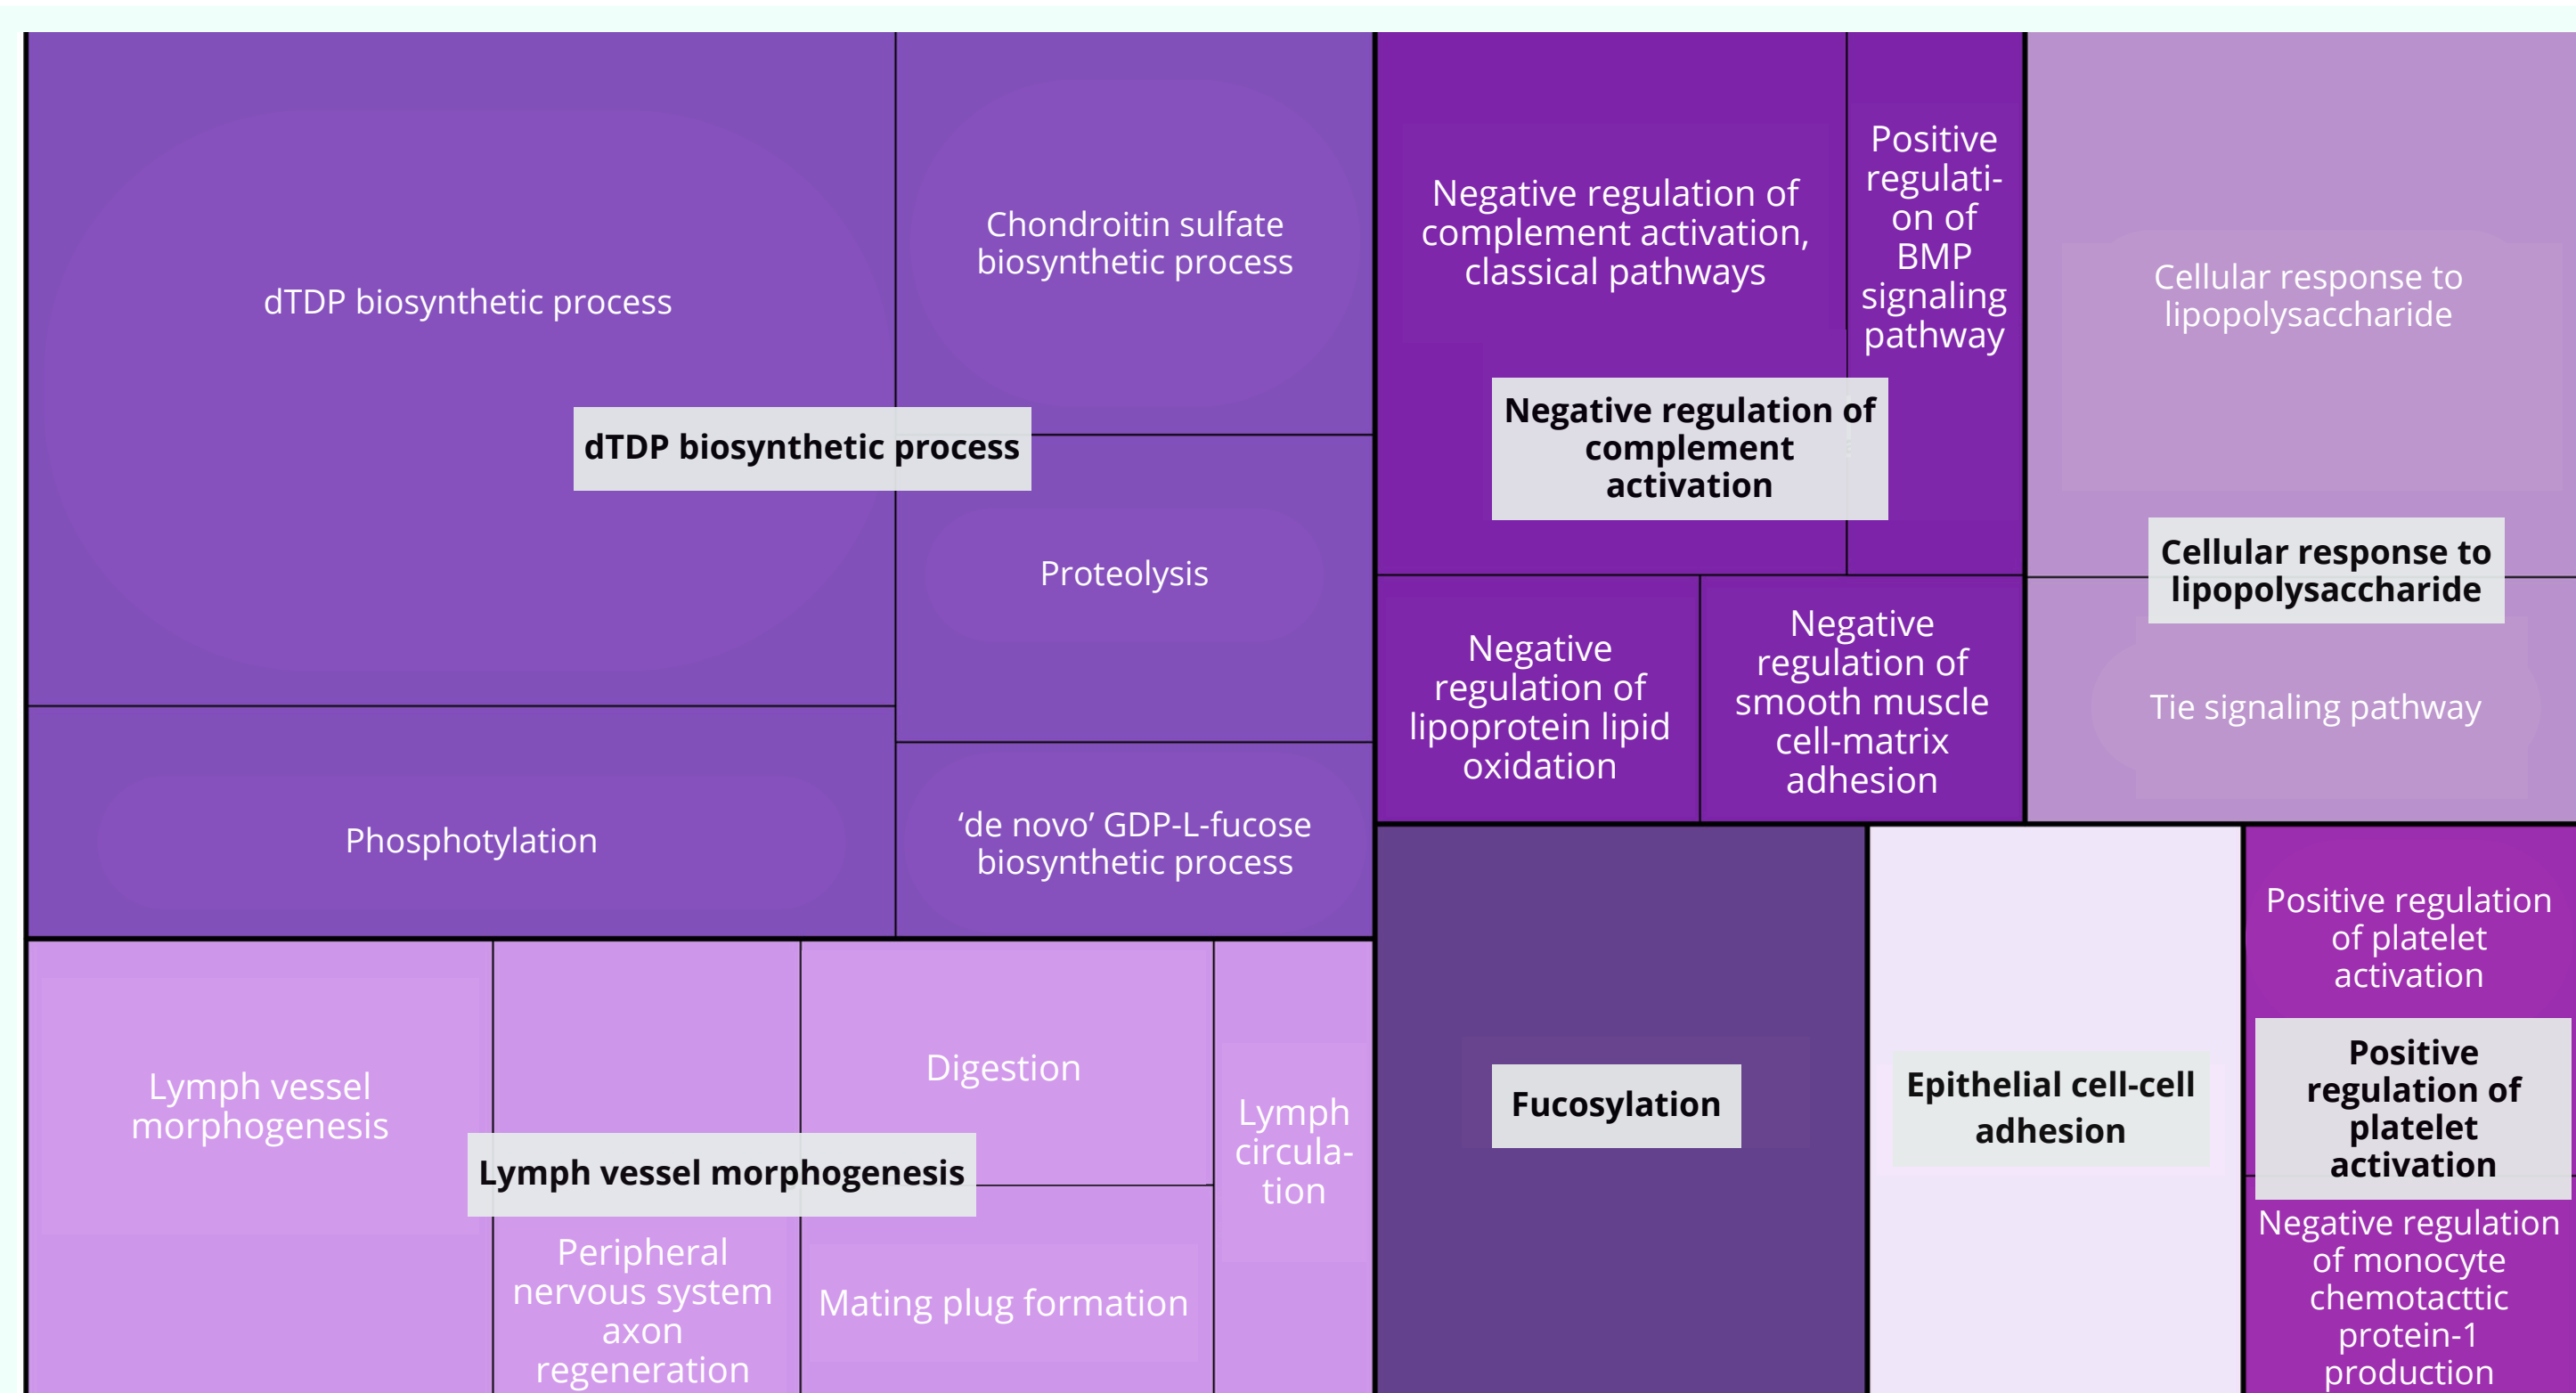 dTDP biosynthetic process
Chondroitin sulfate
biosynthetic process
dTDP biosynthetic process
Proteolysis
Phosphotylation
‘de novo’ GDP-L-fucose
biosynthetic process
Negative regulation of
complement activation,
classical pathways
Positive
regulati-
on of
BMP
signaling
pathway
Negative regulation of
complement
activation
Negative
regulation of
lipoprotein lipid
oxidation
Negative
regulation of
smooth muscle
cell-matrix
adhesion
Cellular response to
lipopolysaccharide
Cellular response to
lipopolysaccharide
Tie signaling pathway
Lymph vessel
morphogenesis
Lymph vessel morphogenesis
Peripheral
nervous system
axon
regeneration
Digestion
Mating plug formation
Lymph
circula-
tion
Fucosylation
Epithelial cell-cell
adhesion
Positive regulation
of platelet
activation
Positive
regulation of
platelet
activation
Negative regulation
of monocyte
chemotacttic
protein-1
production